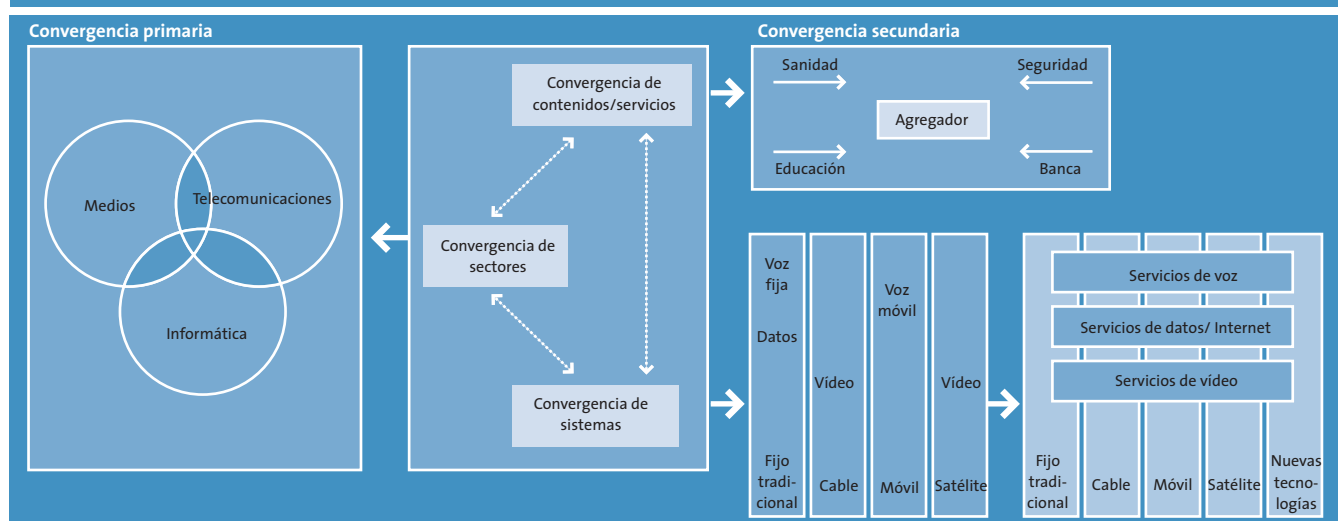 Convergencia primaria
Medios
Telecomunicaciones
Informática
Convergencia de
contenidos/servicios
Convergencia de
sectores
Convergencia de
sistemas
Convergencia secundaria
Sanidad
Seguridad
Agregador
Educación
Banca
Voz
fija
Datos
Fijo
tradi-
cional
Vídeo
Cable
Voz
móvil
Móvil
Vídeo
Satélite
Servicios de voz
Servicios de datos/ Internet
Servicios de vídeo
Fijo
tradi-
cional
Cable
Móvil
Satélite
Nuevas
tecno-
logías